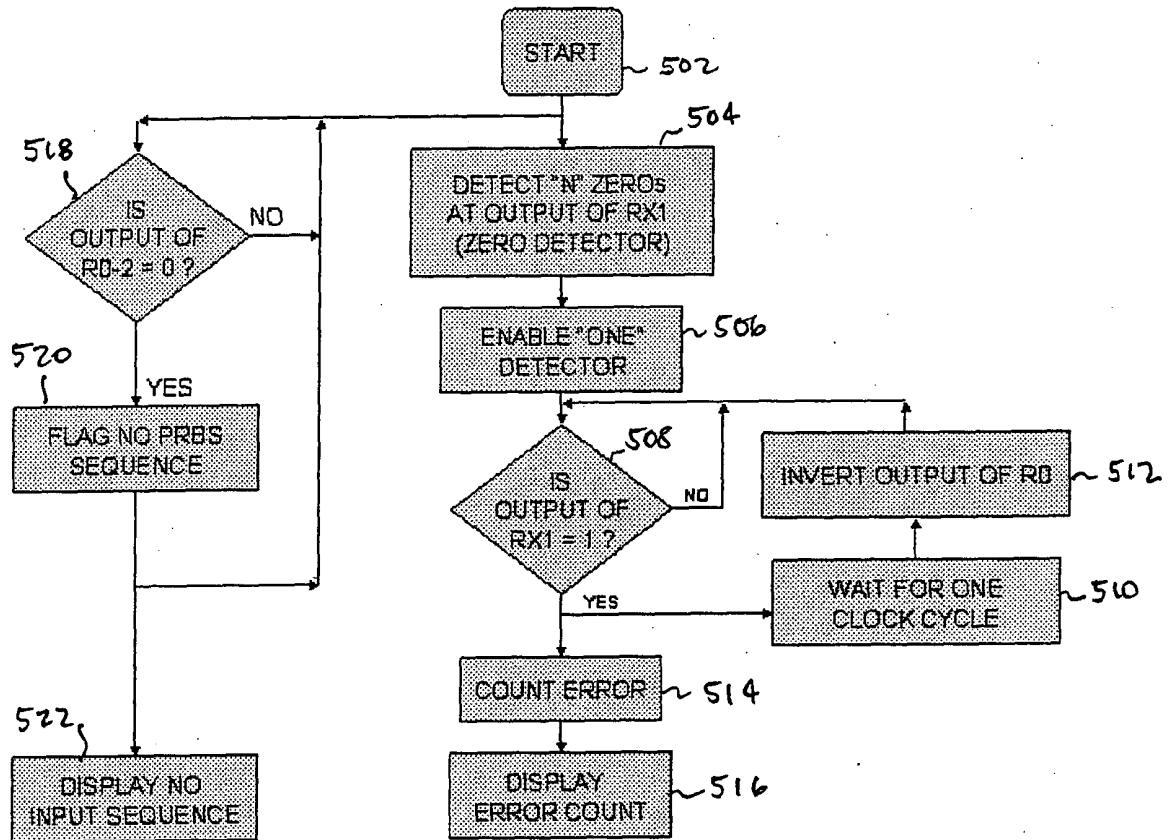 START
502
504
DETECT "N" ZEROs
AT OUTPUT OF RX1
(ZERO DETECTOR)
518
IS
OUTPUT OF
RD-2 = 0 ?
NO
506
ENABLE "ONE"
DETECTOR
520
YES
FLAG NO PRBS
SEQUENCE
508
IS
OUTPUT OF
RX1 = 1 ?
NO
INVERT OUTPUT OF RD
512
WAIT FOR ONE
CLOCK CYCLE
510
YES
COUNT ERROR
514
522
DISPLAY NO
INPUT SEQUENCE
DISPLAY
ERROR COUNT
516